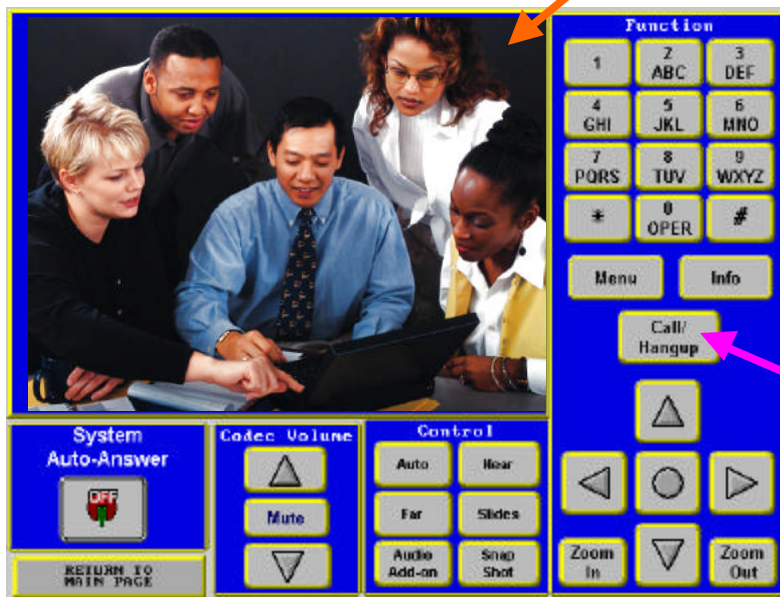 Function
1
2
ABC
3
DEF
4
GHI
5
JKL
6
MNO
7
PQRS
8
TUV
9
WXYZ
*
0
OPER
#
Menu
Info
Call/
Hangup
Zoom
In
Zoom
Out
System
Auto-Answer
OFF
RETURN TO
MAIN PAGE
Codec Volume
Mute
Control
Auto
Near
Far
Slides
Audio
Add-on
Snap
Shot